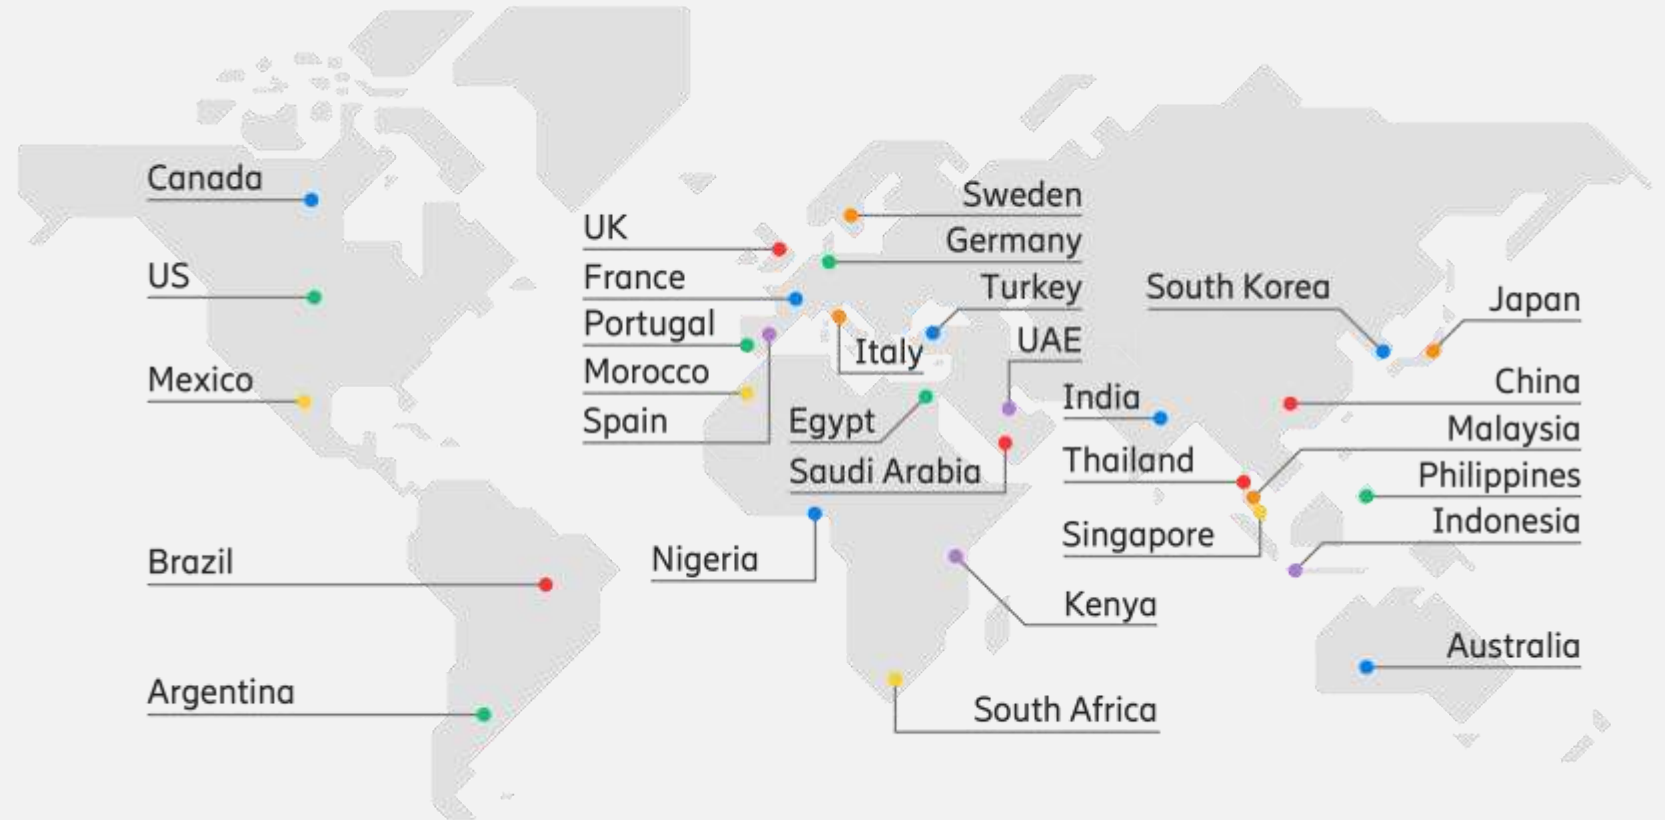 Canada
US
Mexico
Brazil
Argentina
UK
France
Portugal
Morocco
Spain
Sweden
Germany
Turkey
Italy
UAE
Egypt
Saudi Arabia
Nigeria
Kenya
South Africa
South Korea
Japan
India
China
Thailand
Malaysia
Philippines
Singapore
Indonesia
Australia